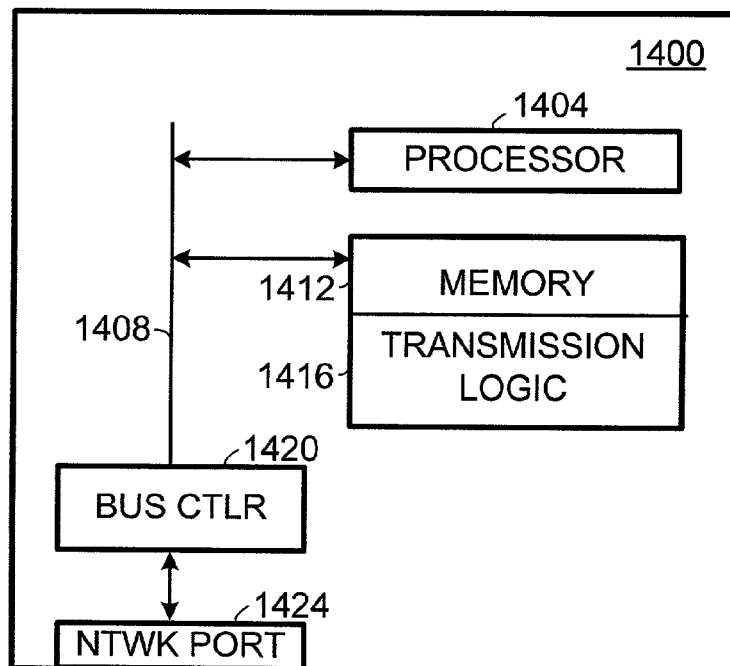 1400
1404
PROCESSOR
1412
MEMORY
1408
1416
TRANSMISSION
LOGIC
1420
BUS CTLR
1424
NTWK PORT